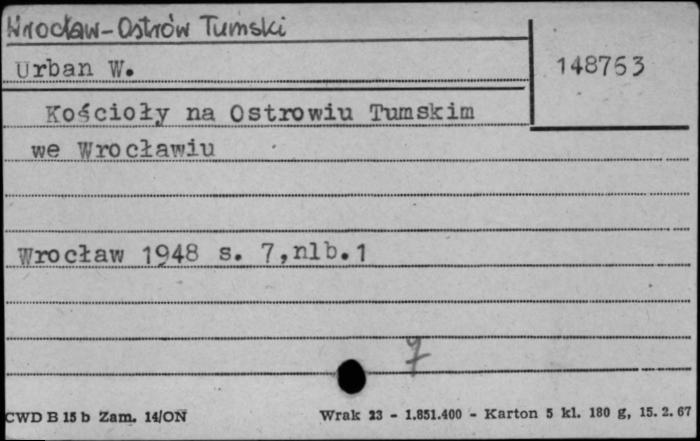 Wrocław-Ostrów Tumski
Urban W.
148763
Kościoły na Ostrowiu Tumskim
we Wrocławiu
Wrocław 1948 s. 7,nlb.1
7
CWD B 15 b Zam. 14/ON
Wrak 23 - 1.851.400 - Karton 5 kl. 180 g, 15. 2. 67